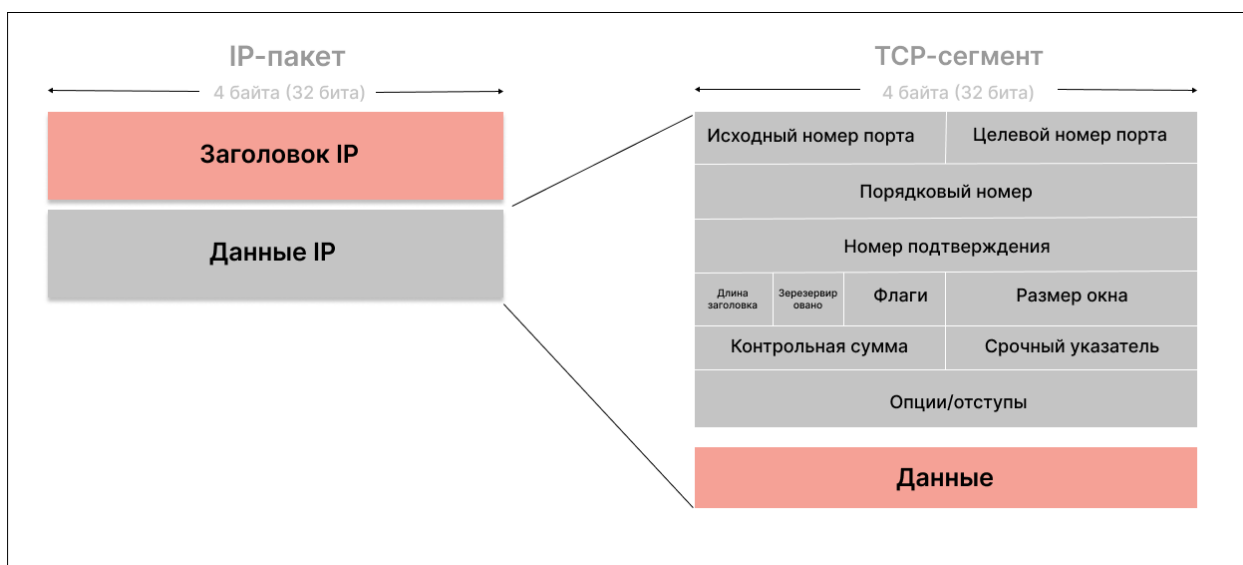 IP-пакет
4 байта (32 бита)
Заголовок IP
Данные IP
TCP-сегмент
4 байта (32 бита)
Исходный номер порта
Целевой номер порта
Порядковый номер
Номер подтверждения
Длина
заголовка
Зерезервир
овано
Флаги
Размер окна
Контрольная сумма
Срочный указатель
Опции/отступы
Данные